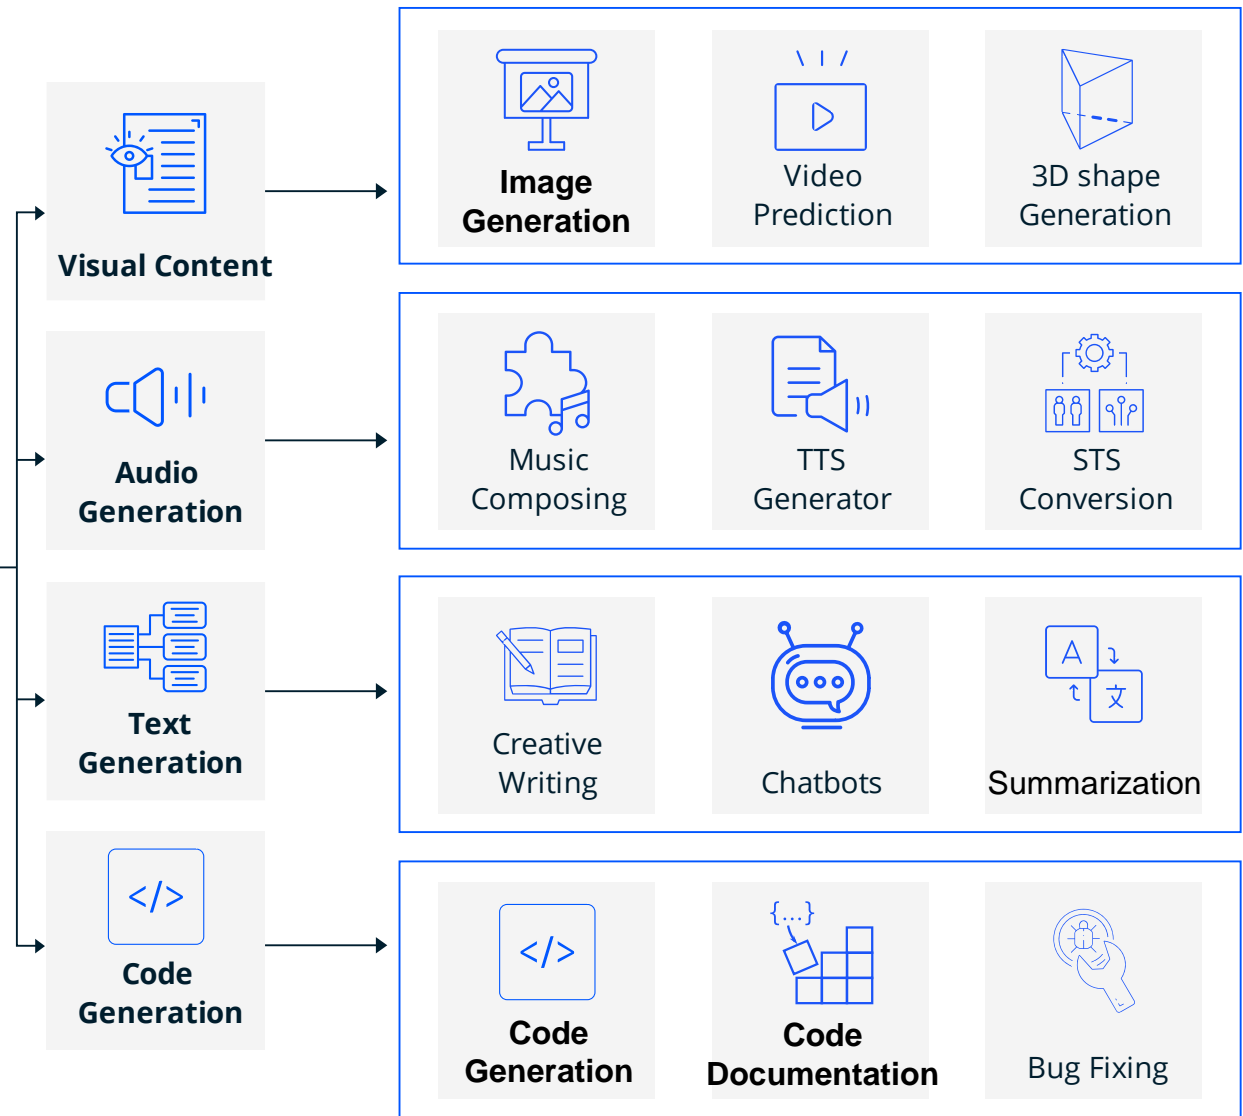 Visual Content
Image
Generation
Video
Prediction
3D shape
Generation
Audio
Generation
Music
Composing
TTS
Generator
STS
Conversion
Text
Generation
Creative
Writing
Chatbots
A
文
Summarization
</>
Code
Generation
</>
Code
Generation
{...}
Code
Documentation
Bug Fixing